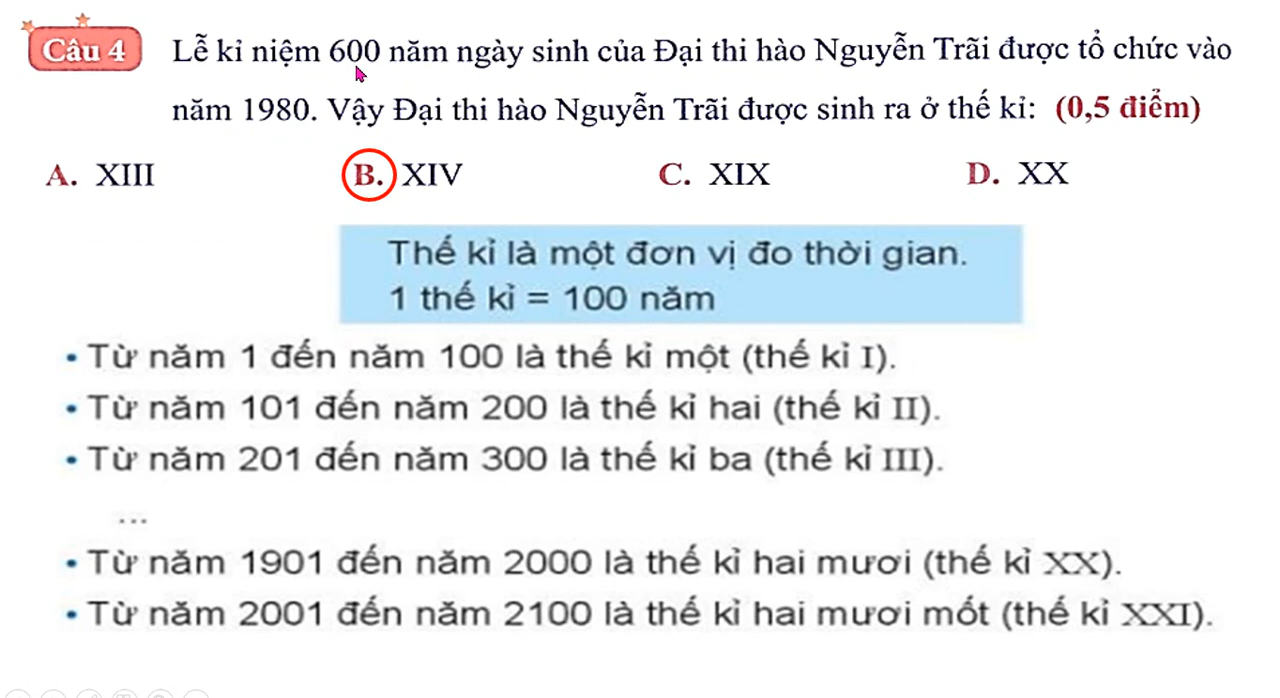 Câu 4 Lễ kỉ niệm 600 năm ngày sinh của Đại thi hào Nguyễn Trãi được tổ chức vào
năm 1980. Vậy Đại thi hào Nguyễn Trãi được sinh ra ở thế kỉ: (0,5 điểm)
A. XIII B. XIV C. XIX D. XX
Thế kỉ là một đơn vị đo thời gian.
1 thế kỉ = 100 năm
• Từ năm 1 đến năm 100 là thế kỉ một (thế kỉ I).
• Từ năm 101 đến năm 200 là thế kỉ hai (thế kỉ II).
• Từ năm 201 đến năm 300 là thế kỉ ba (thế kỉ III).
...
• Từ năm 1901 đến năm 2000 là thế kỉ hai mươi (thế kỉ XX).
• Từ năm 2001 đến năm 2100 là thế kỉ hai mươi mốt (thế kỉ XXI).